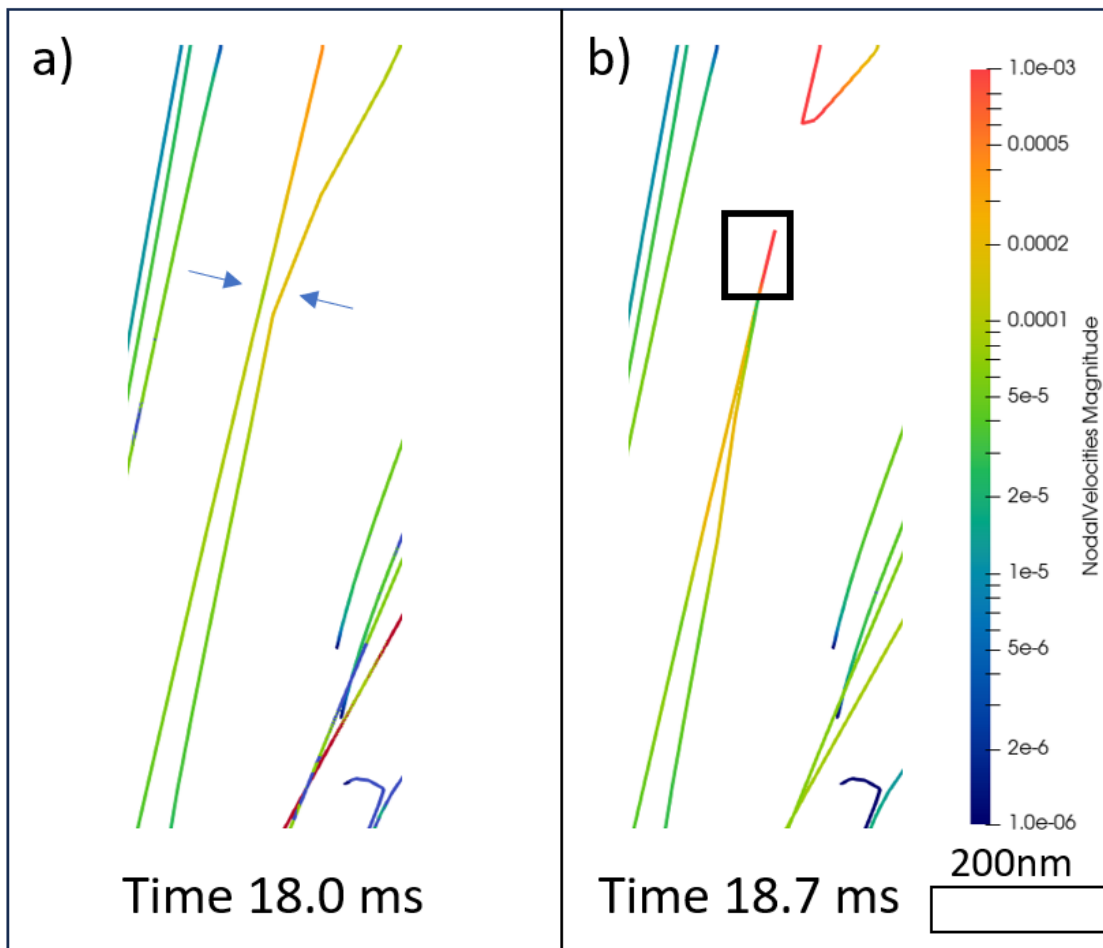 a)
b)
1.0e-03
0.0005
0.0002
0.0001
5e-5
2e-5
1e-5
5e-6
2e-6
1.0e-06
NodalVelocities Magnitude
200nm
Time 18.0 ms
Time 18.7 ms